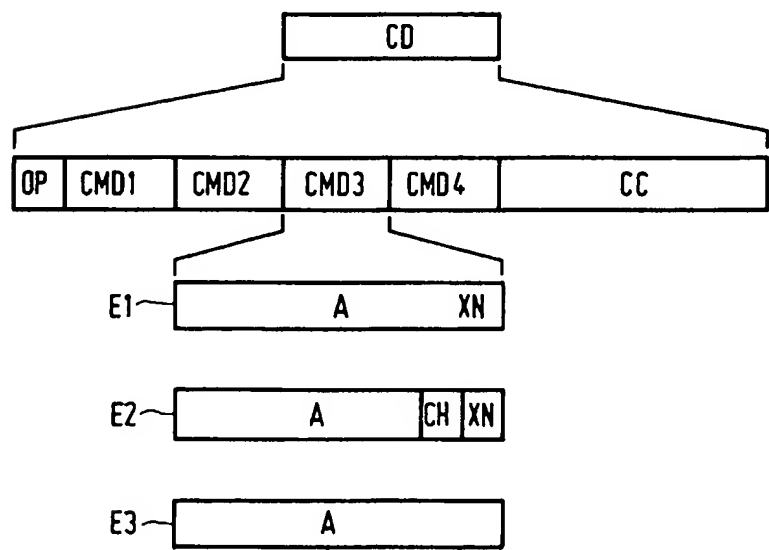 CD
OP CMD1 CMD2 CMD3 CMD4 CC
E1 A XN
E2 A CH XN
E3 A